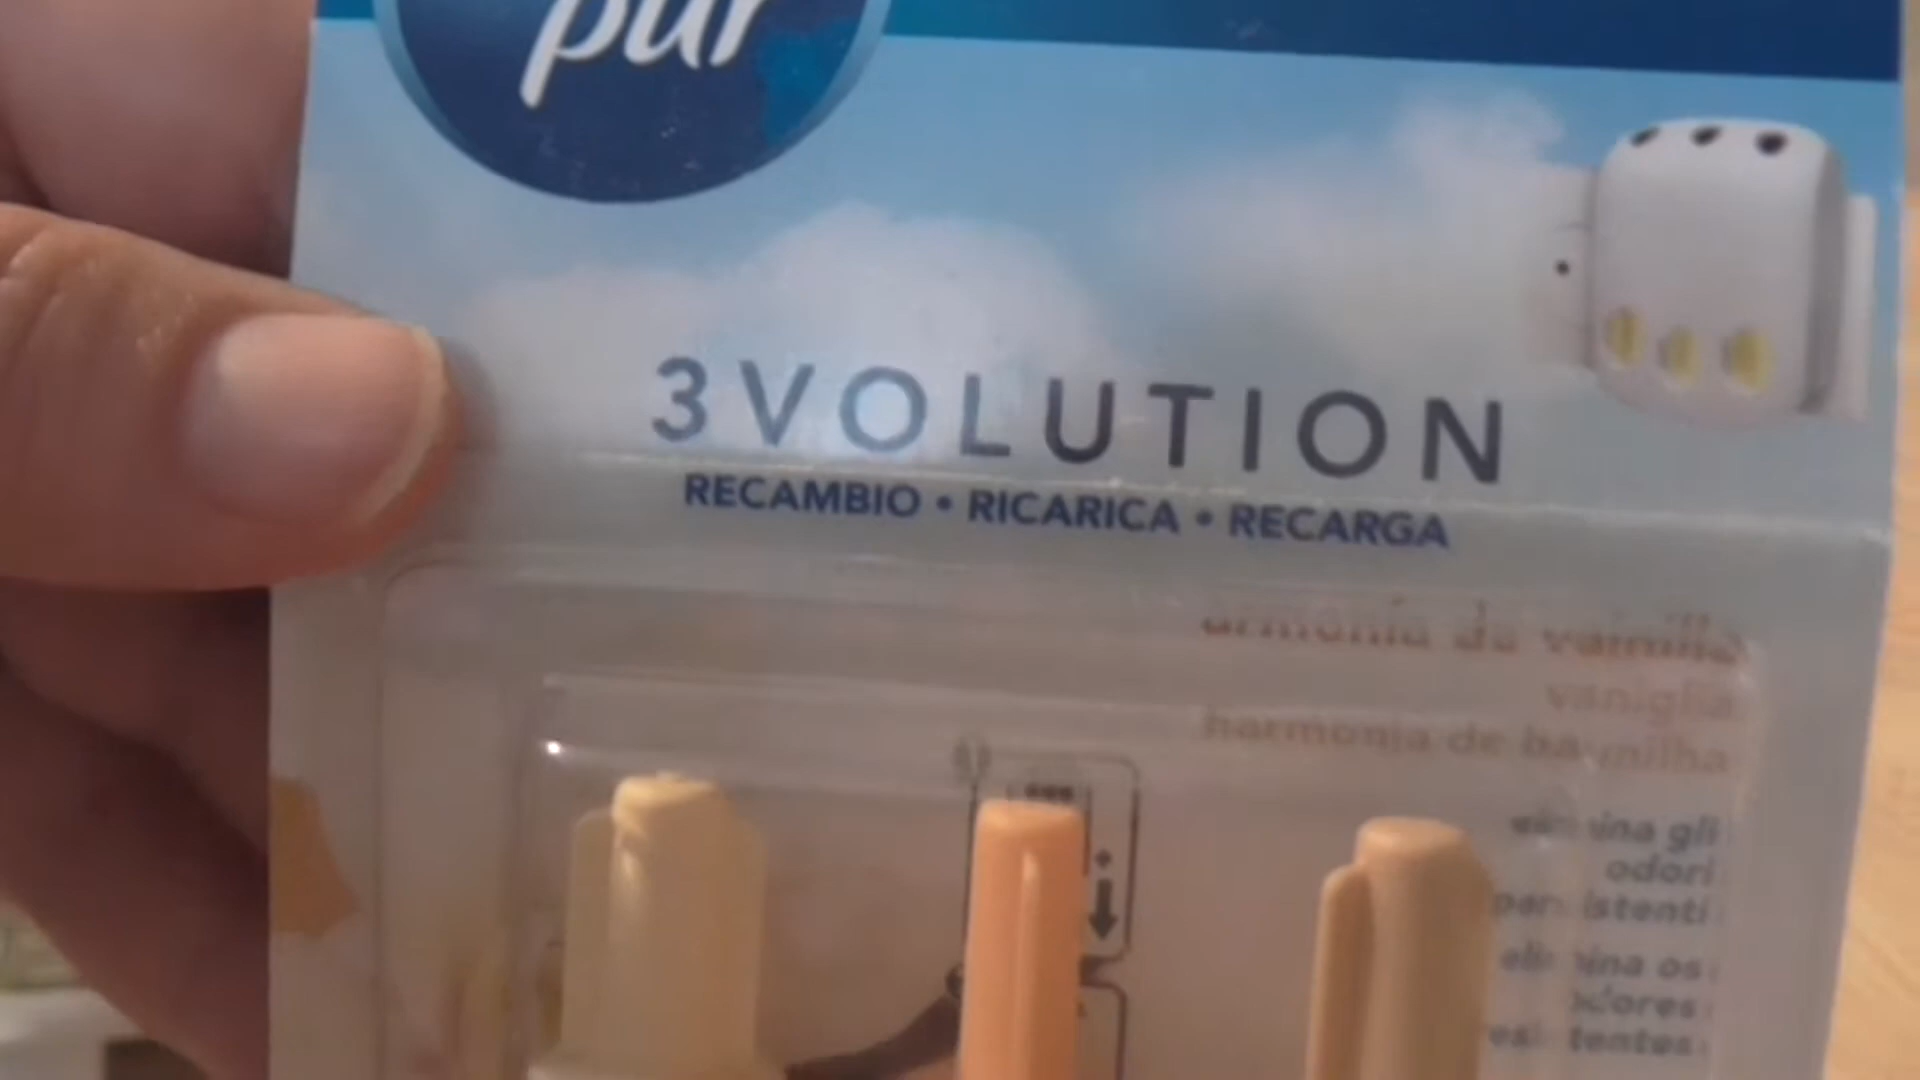 pur
3VOLUTION
RECAMBIO • RICARICA • RECARGA
armonía de vainilla
vaniglia
harmonia de baunilha
elimina gli
odori
persistenti
elimina os
odores